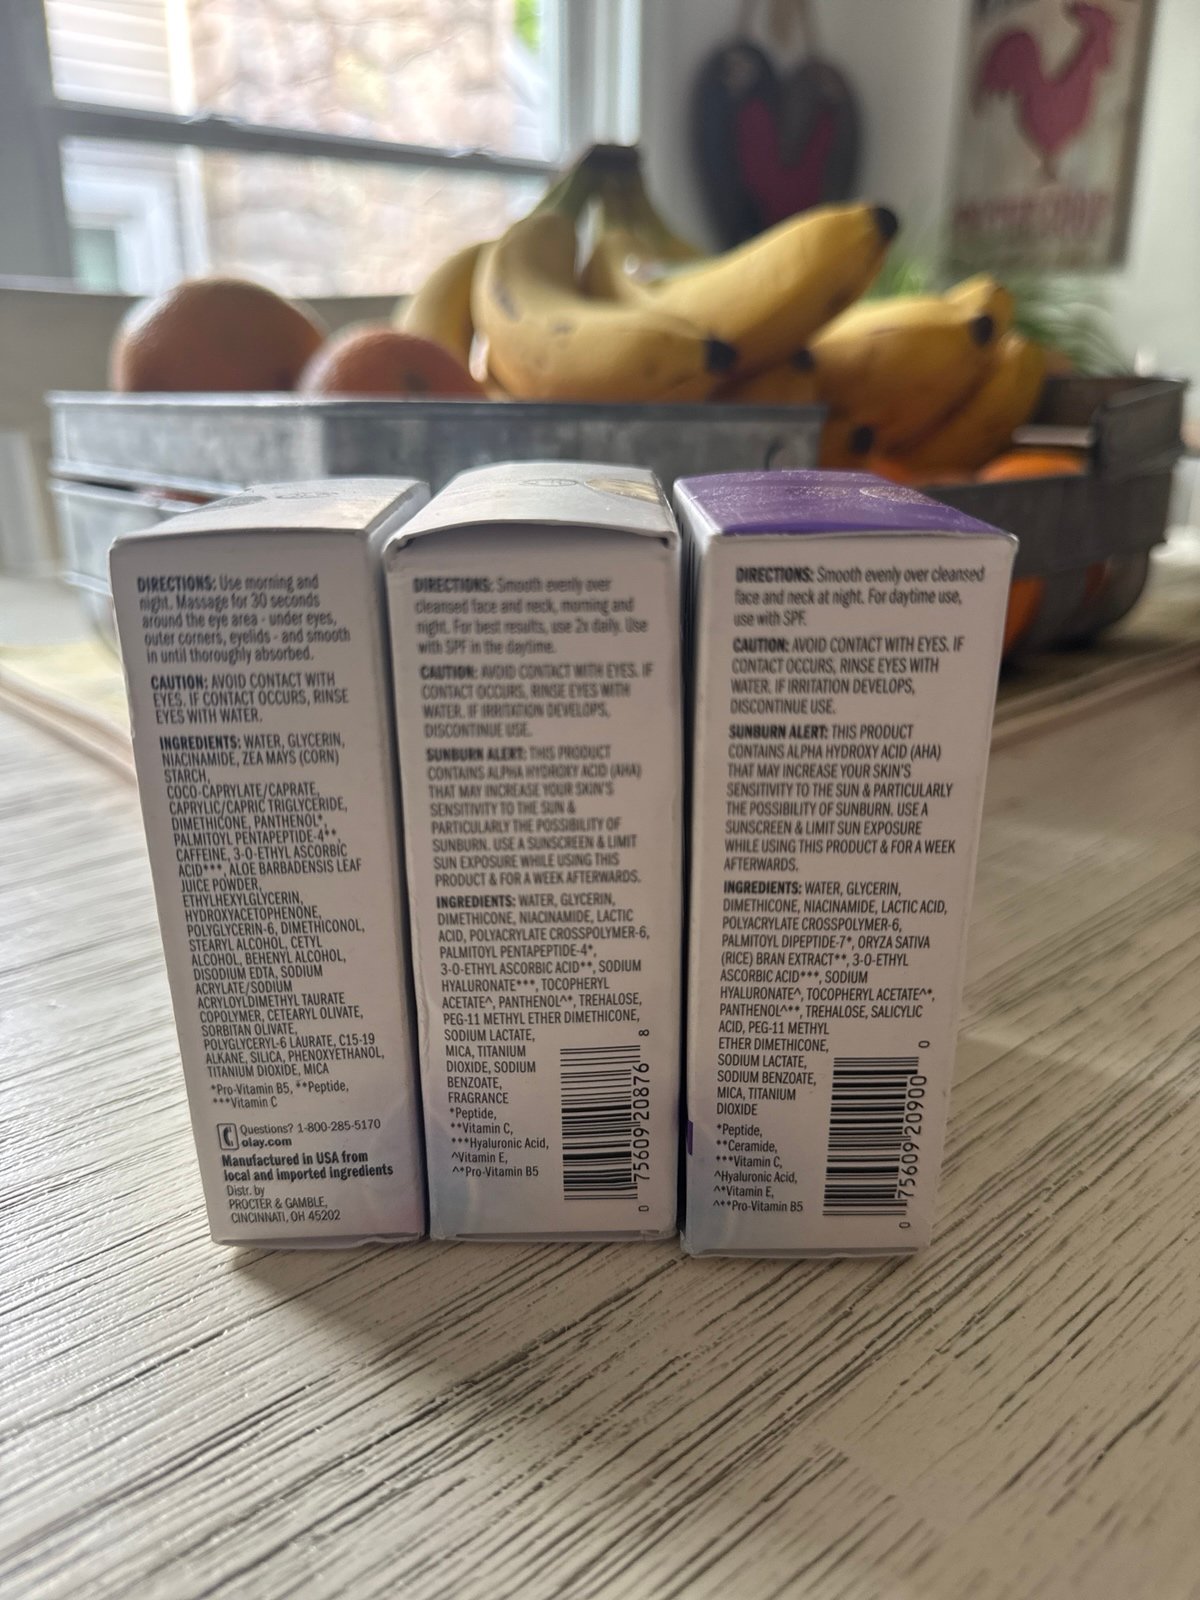 DIRECTIONS: Use morning and
night. Massage for 30 seconds
around the eye area - under eyes,
outer corners, eyelids - and smooth
in until thoroughly absorbed.
CAUTION: AVOID CONTACT WITH
EYES. IF CONTACT OCCURS, RINSE
EYES WITH WATER.
INGREDIENTS: WATER, GLYCERIN,
NIACINAMIDE, ZEA MAYS (CORN)
STARCH,
COCO-CAPRYLATE/CAPRATE,
CAPRYLIC/CAPRIC TRIGLYCERIDE,
DIMETHICONE, PANTHENOL*,
PALMITOYL PENTAPEPTIDE-4**,
CAFFEINE, 3-O-ETHYL ASCORBIC
ACID***, ALOE BARBADENSIS LEAF
JUICE POWDER,
ETHYLHEXYLGLYCERIN,
HYDROXYACETOPHENONE,
POLYGLYCERIN-6, DIMETHICONOL,
STEARYL ALCOHOL, CETYL
ALCOHOL, BEHENYL ALCOHOL,
DISODIUM EDTA, SODIUM
ACRYLATE/SODIUM
ACRYLOYLDIMETHYL TAURATE
COPOLYMER, CETEARYL OLIVATE,
SORBITAN OLIVATE,
POLYGLYCERYL-6 LAURATE, C15-19
ALKANE, SILICA, PHENOXYETHANOL,
TITANIUM DIOXIDE, MICA
*Pro-Vitamin B5, **Peptide,
***Vitamin C
Questions? 1-800-285-5170
olay.com
Manufactured in USA from
local and imported ingredients
Distr. by
PROCTER & GAMBLE,
CINCINNATI, OH 45202
DIRECTIONS: Smooth evenly over
cleansed face and neck, morning and
night. For best results, use 2x daily. Use
with SPF in the daytime.
CAUTION: AVOID CONTACT WITH EYES. IF
CONTACT OCCURS, RINSE EYES WITH
WATER. IF IRRITATION DEVELOPS,
DISCONTINUE USE.
SUNBURN ALERT: THIS PRODUCT
CONTAINS ALPHA HYDROXY ACID (AHA)
THAT MAY INCREASE YOUR SKIN'S
SENSITIVITY TO THE SUN &
PARTICULARLY THE POSSIBILITY OF
SUNBURN. USE A SUNSCREEN & LIMIT
SUN EXPOSURE WHILE USING THIS
PRODUCT & FOR A WEEK AFTERWARDS.
INGREDIENTS: WATER, GLYCERIN,
DIMETHICONE, NIACINAMIDE, LACTIC
ACID, POLYACRYLATE CROSSPOLYMER-6,
PALMITOYL PENTAPEPTIDE-4*,
3-O-ETHYL ASCORBIC ACID**, SODIUM
HYALURONATE***, TOCOPHERYL
ACETATE^, PANTHENOL^*, TREHALOSE,
PEG-11 METHYL ETHER DIMETHICONE,
SODIUM LACTATE,
MICA, TITANIUM
DIOXIDE, SODIUM
BENZOATE,
FRAGRANCE
*Peptide,
**Vitamin C,
***Hyaluronic Acid,
^Vitamin E,
^*Pro-Vitamin B5
0 75609 20876 8
DIRECTIONS: Smooth evenly over cleansed
face and neck at night. For daytime use,
use with SPF.
CAUTION: AVOID CONTACT WITH EYES. IF
CONTACT OCCURS, RINSE EYES WITH
WATER. IF IRRITATION DEVELOPS,
DISCONTINUE USE.
SUNBURN ALERT: THIS PRODUCT
CONTAINS ALPHA HYDROXY ACID (AHA)
THAT MAY INCREASE YOUR SKIN'S
SENSITIVITY TO THE SUN & PARTICULARLY
THE POSSIBILITY OF SUNBURN. USE A
SUNSCREEN & LIMIT SUN EXPOSURE
WHILE USING THIS PRODUCT & FOR A WEEK
AFTERWARDS.
INGREDIENTS: WATER, GLYCERIN,
DIMETHICONE, NIACINAMIDE, LACTIC ACID,
POLYACRYLATE CROSSPOLYMER-6,
PALMITOYL DIPEPTIDE-7*, ORYZA SATIVA
(RICE) BRAN EXTRACT**, 3-O-ETHYL
ASCORBIC ACID***, SODIUM
HYALURONATE^, TOCOPHERYL ACETATE^*,
PANTHENOL^**, TREHALOSE, SALICYLIC
ACID, PEG-11 METHYL
ETHER DIMETHICONE,
SODIUM LACTATE,
SODIUM BENZOATE,
MICA, TITANIUM
DIOXIDE
*Peptide,
**Ceramide,
***Vitamin C,
^Hyaluronic Acid,
^*Vitamin E,
^**Pro-Vitamin B5
0 75609 20900 0